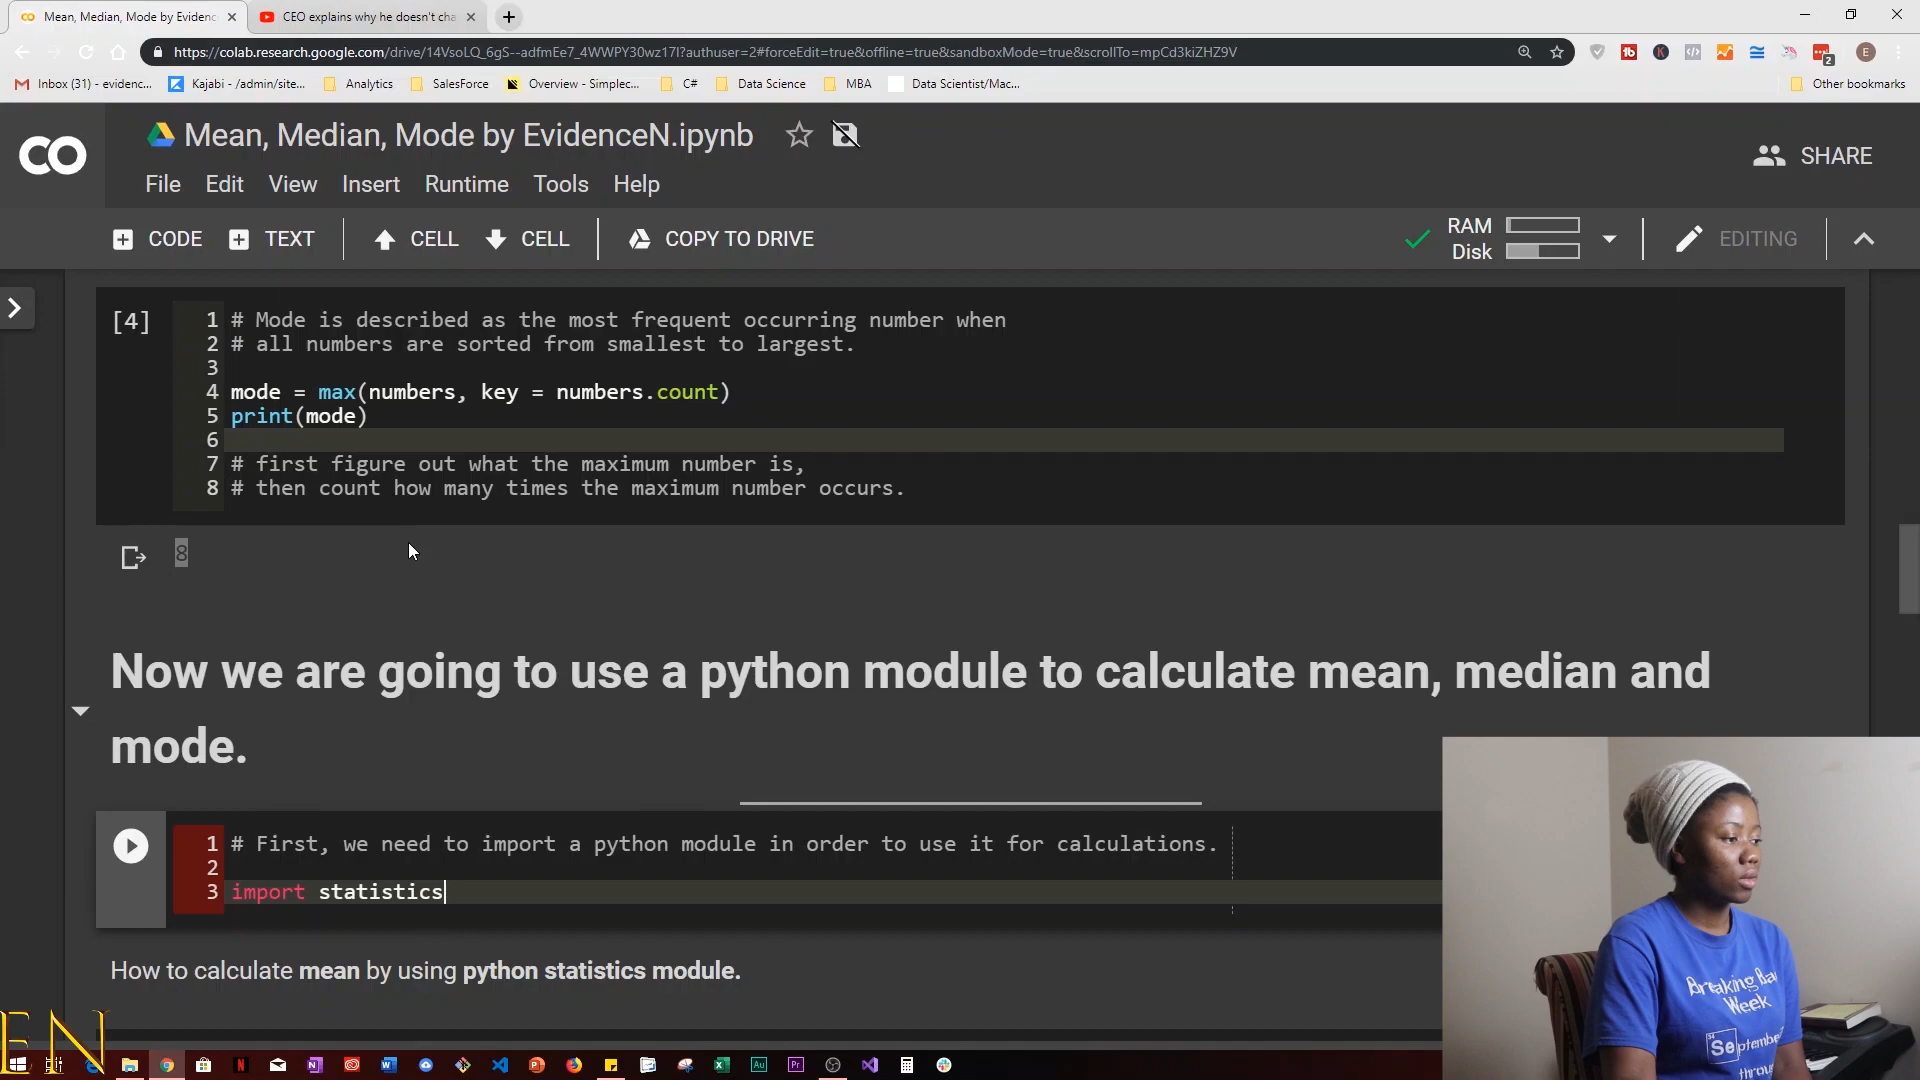 Mean, Median, Mode by Evidenc
CEO explains why he doesn't cha
https://colab.research.google.com/drive/14VsoLQ_6gS--adfmEe7_4WWPY30wz17I?authuser=2#forceEdit=true&offline=true&sandboxMode=true&scrollTo=mpCd3kiZHZ9V
Inbox (31) - evidenc...
Kajabi - /admin/site...
Analytics
SalesForce
Overview - Simplec...
C#
Data Science
MBA
Data Scientist/Mac...
Other bookmarks
CO
Mean, Median, Mode by EvidenceN.ipynb
SHARE
File Edit View Insert Runtime Tools Help
CODE TEXT CELL CELL COPY TO DRIVE
RAM
Disk
EDITING
[4]
1 # Mode is described as the most frequent occurring number when
2 # all numbers are sorted from smallest to largest.
3
4 mode = max(numbers, key = numbers.count)
5 print(mode)
6
7 # first figure out what the maximum number is,
8 # then count how many times the maximum number occurs.
8
Now we are going to use a python module to calculate mean, median and
mode.
1 # First, we need to import a python module in order to use it for calculations.
2
3 import statistics
How to calculate mean by using python statistics module.
EN
Breaking Ba
Week
Se
ptember
throu